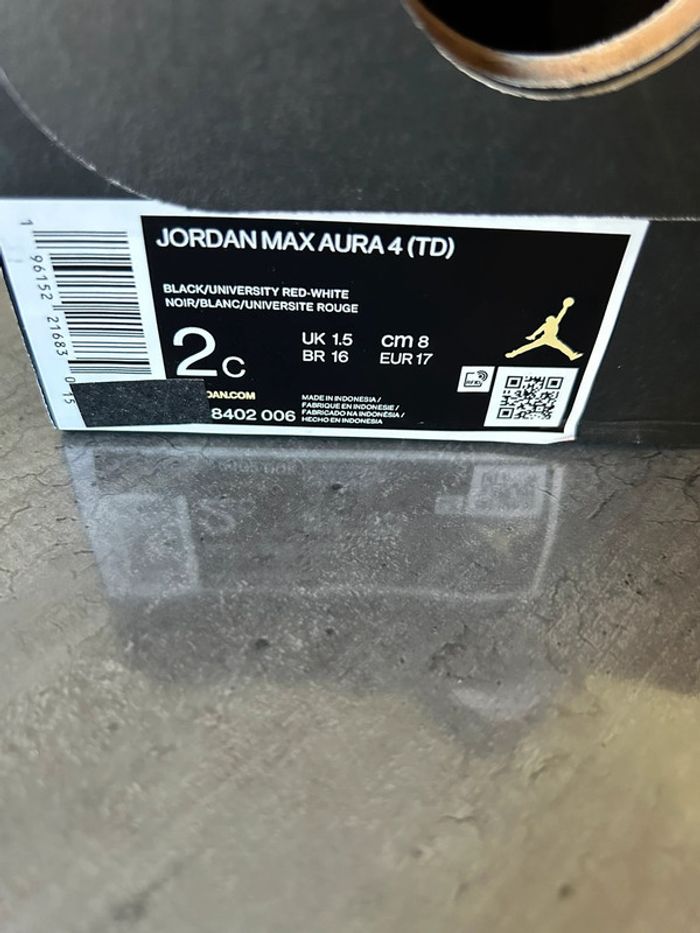 JORDAN MAX AURA 4 (TD)
BLACK/UNIVERSITY RED-WHITE
NOIR/BLANC/UNIVERSITE ROUGE
2C
UK 1.5
cm 8
BR 16
EUR 17
8402 006
MADE IN INDONESIA/
FABRIQUE EN INDONESIE/
FABRICADO NA INDONÉSIA/
HECHO EN INDONESIA
1 96152 21683 0